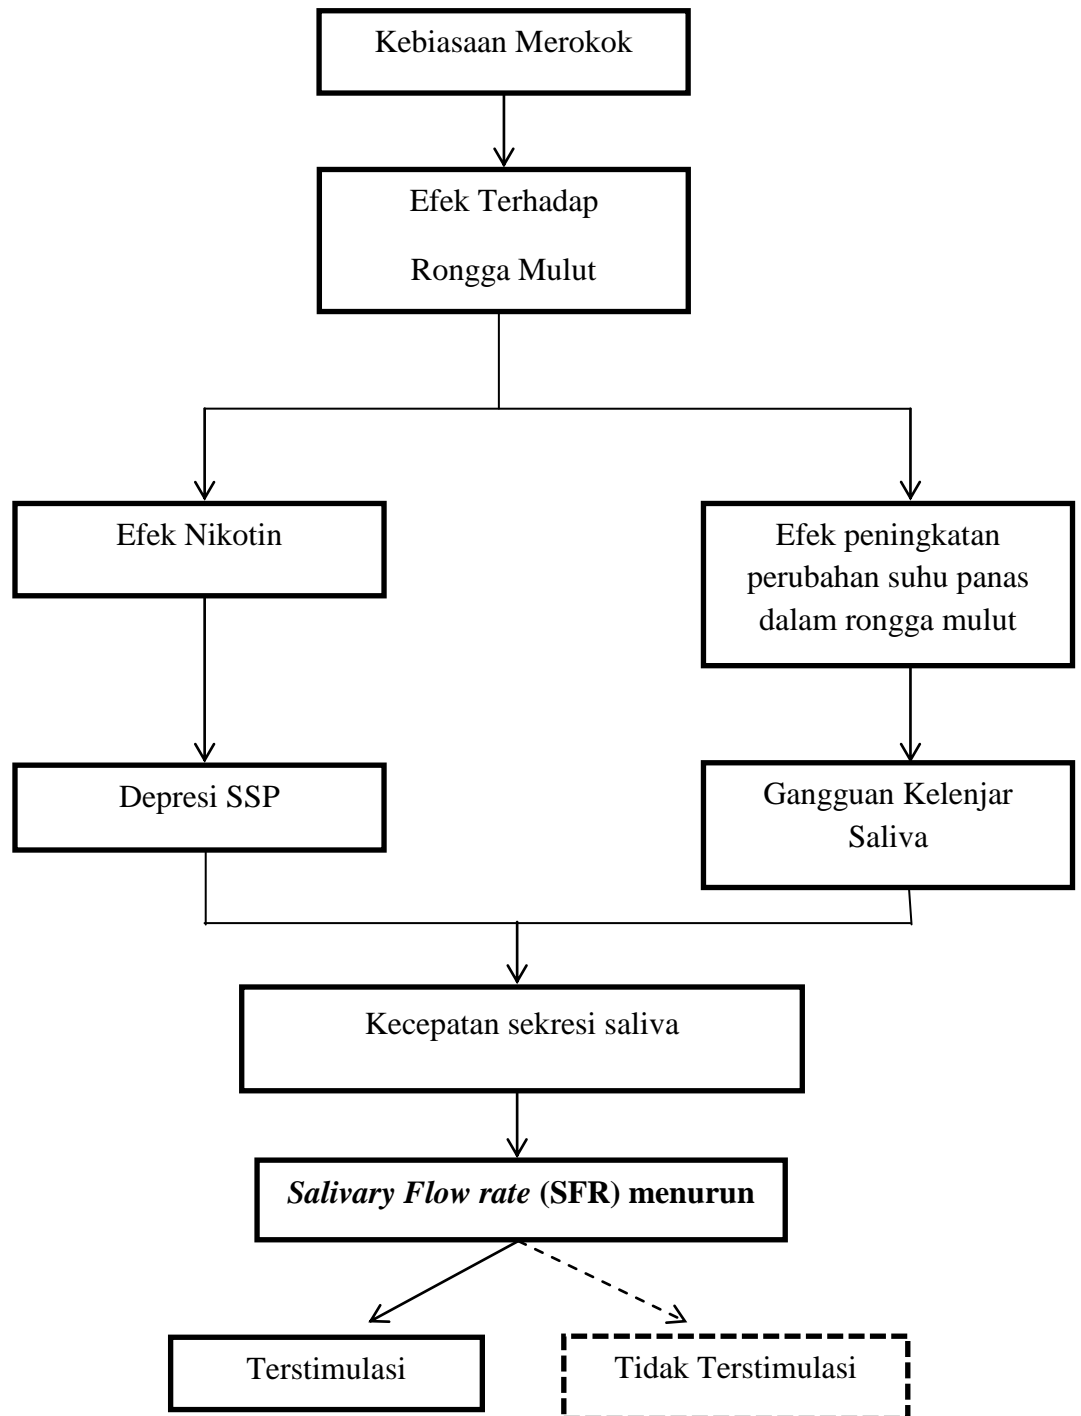 Kebiasaan Merokok
Efek Terhadap
Rongga Mulut
Efek Nikotin
Efek peningkatan
perubahan suhu panas
dalam rongga mulut
Depresi SSP
Gangguan Kelenjar
Saliva
Kecepatan sekresi saliva
Salivary Flow rate (SFR) menurun
Terstimulasi
Tidak Terstimulasi